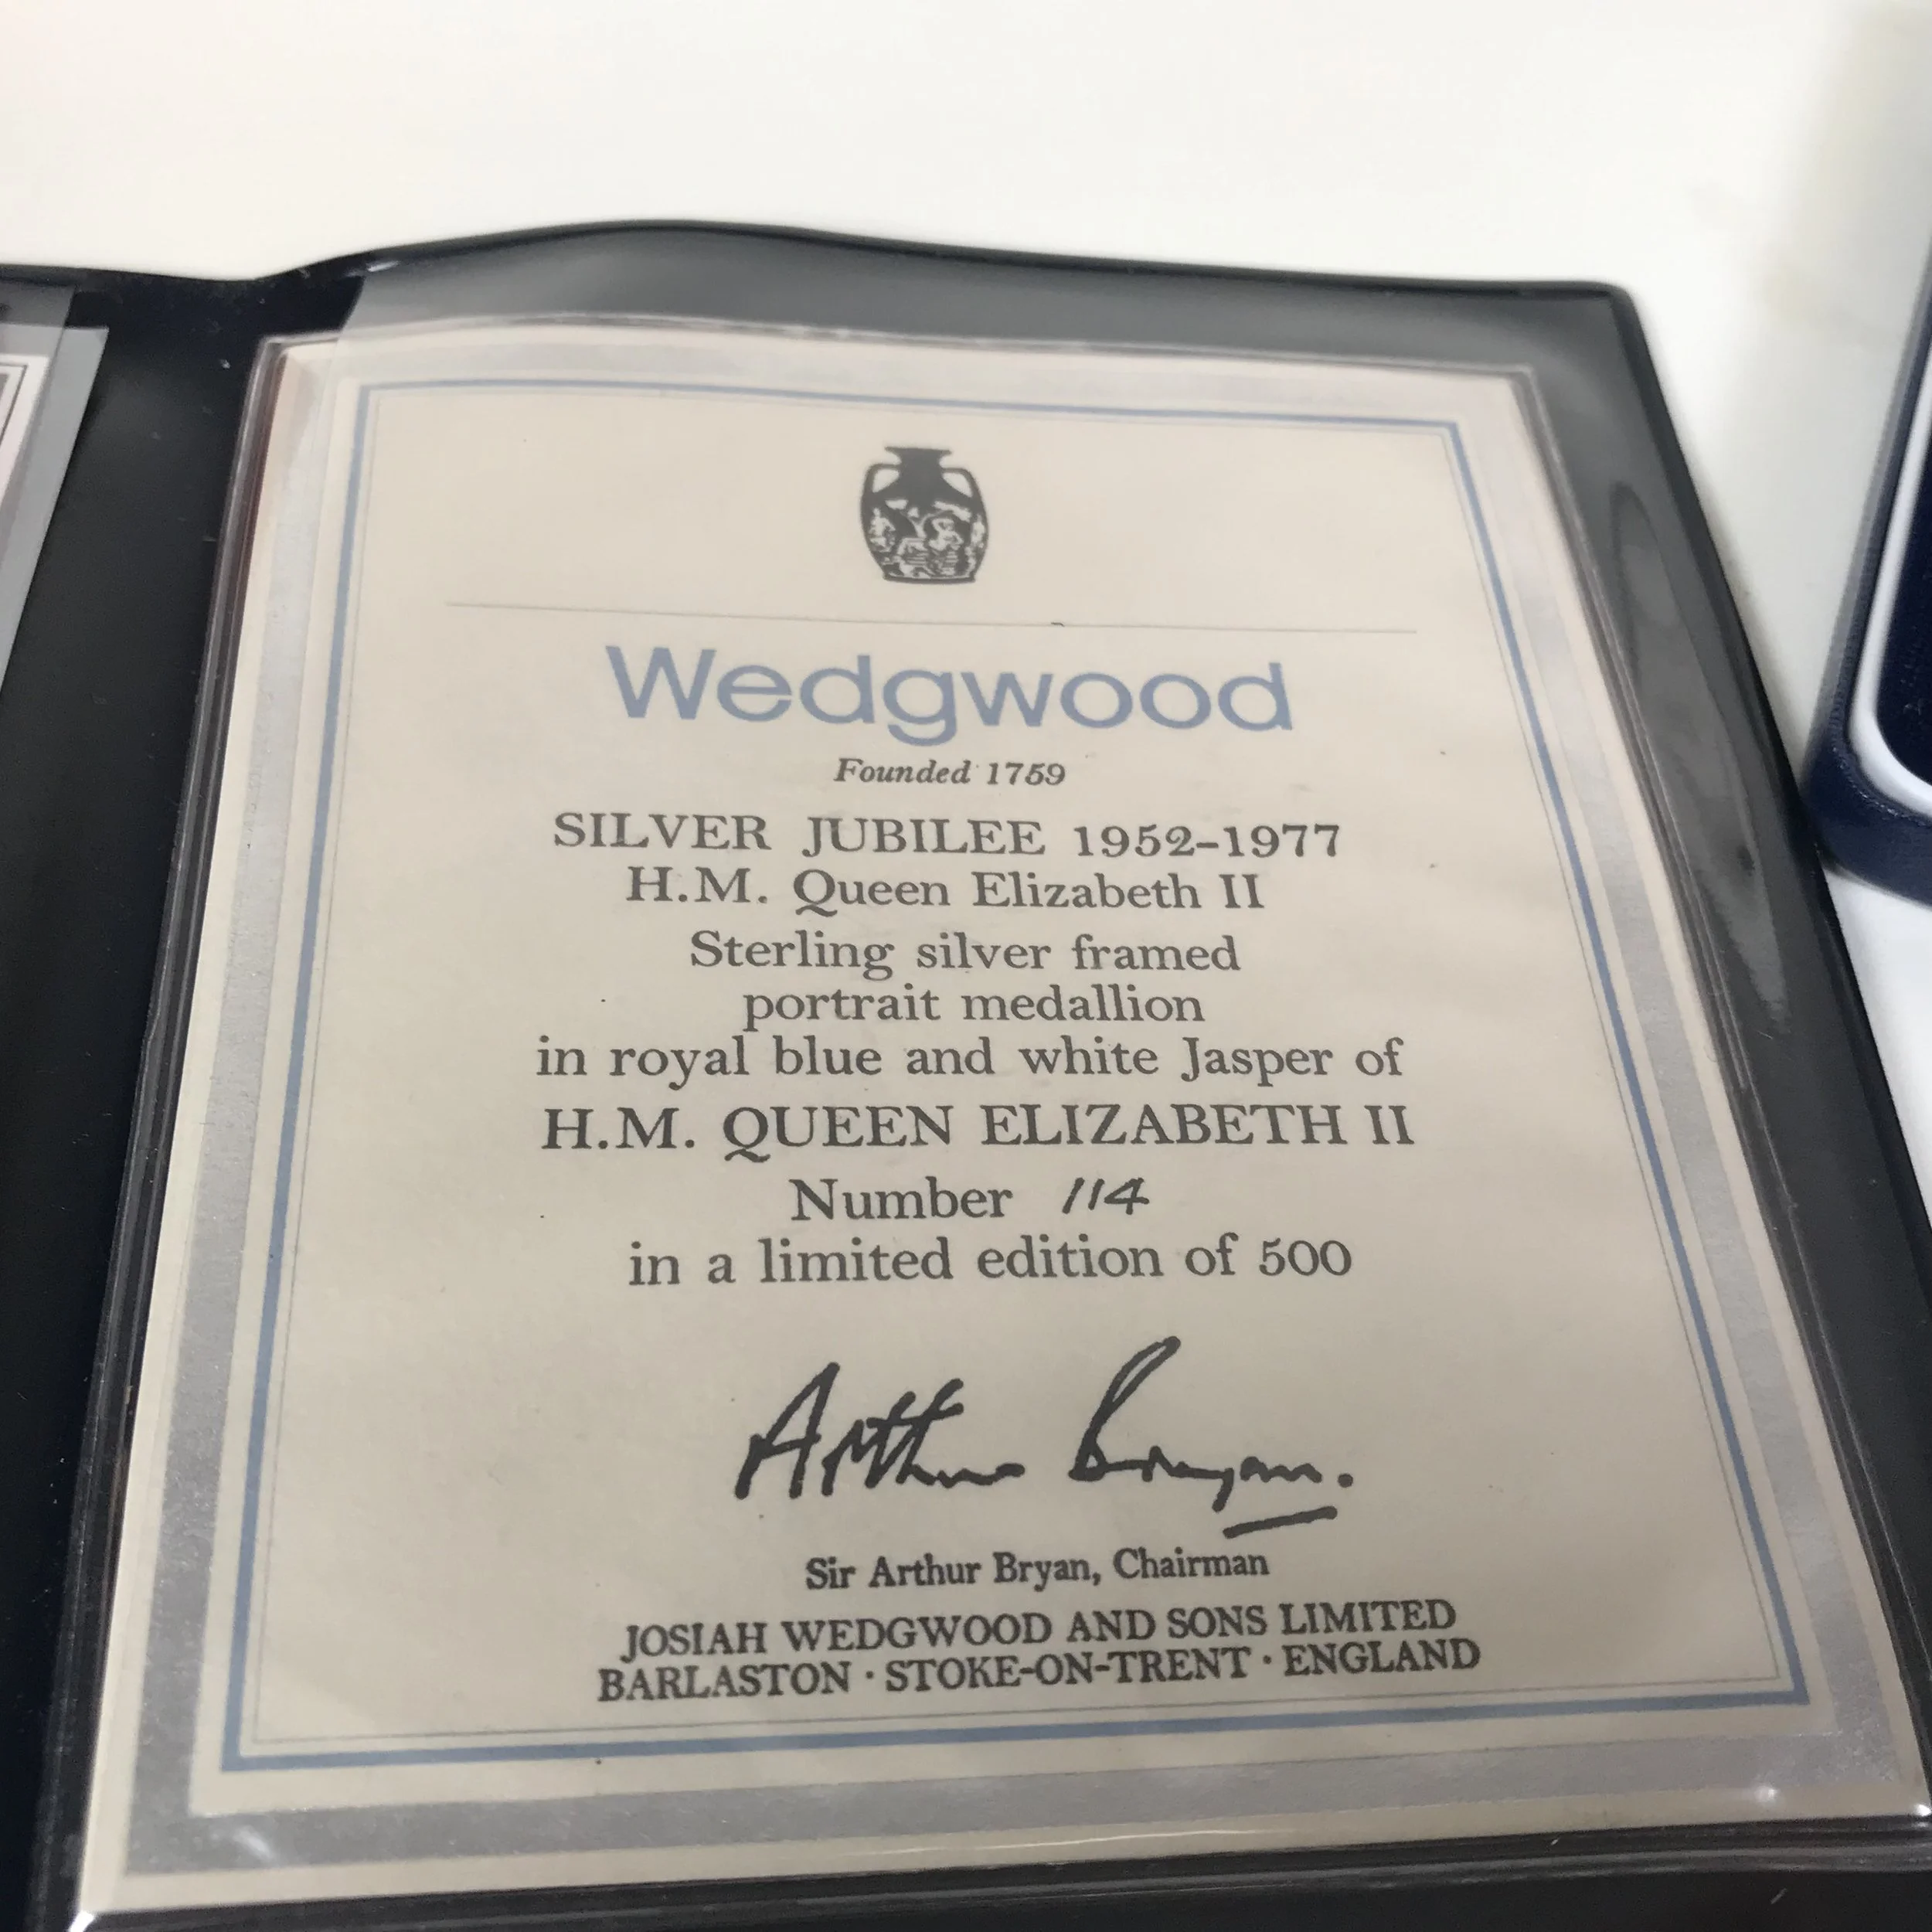 Wedgwood
Founded 1759
SILVER JUBILEE 1952-1977
H.M. Queen Elizabeth II
Sterling silver framed
portrait medallion
in royal blue and white Jasper of
H.M. QUEEN ELIZABETH II
Number 114
in a limited edition of 500
Arthur Bryan.
Sir Arthur Bryan, Chairman
JOSIAH WEDGWOOD AND SONS LIMITED
BARLASTON · STOKE-ON-TRENT · ENGLAND